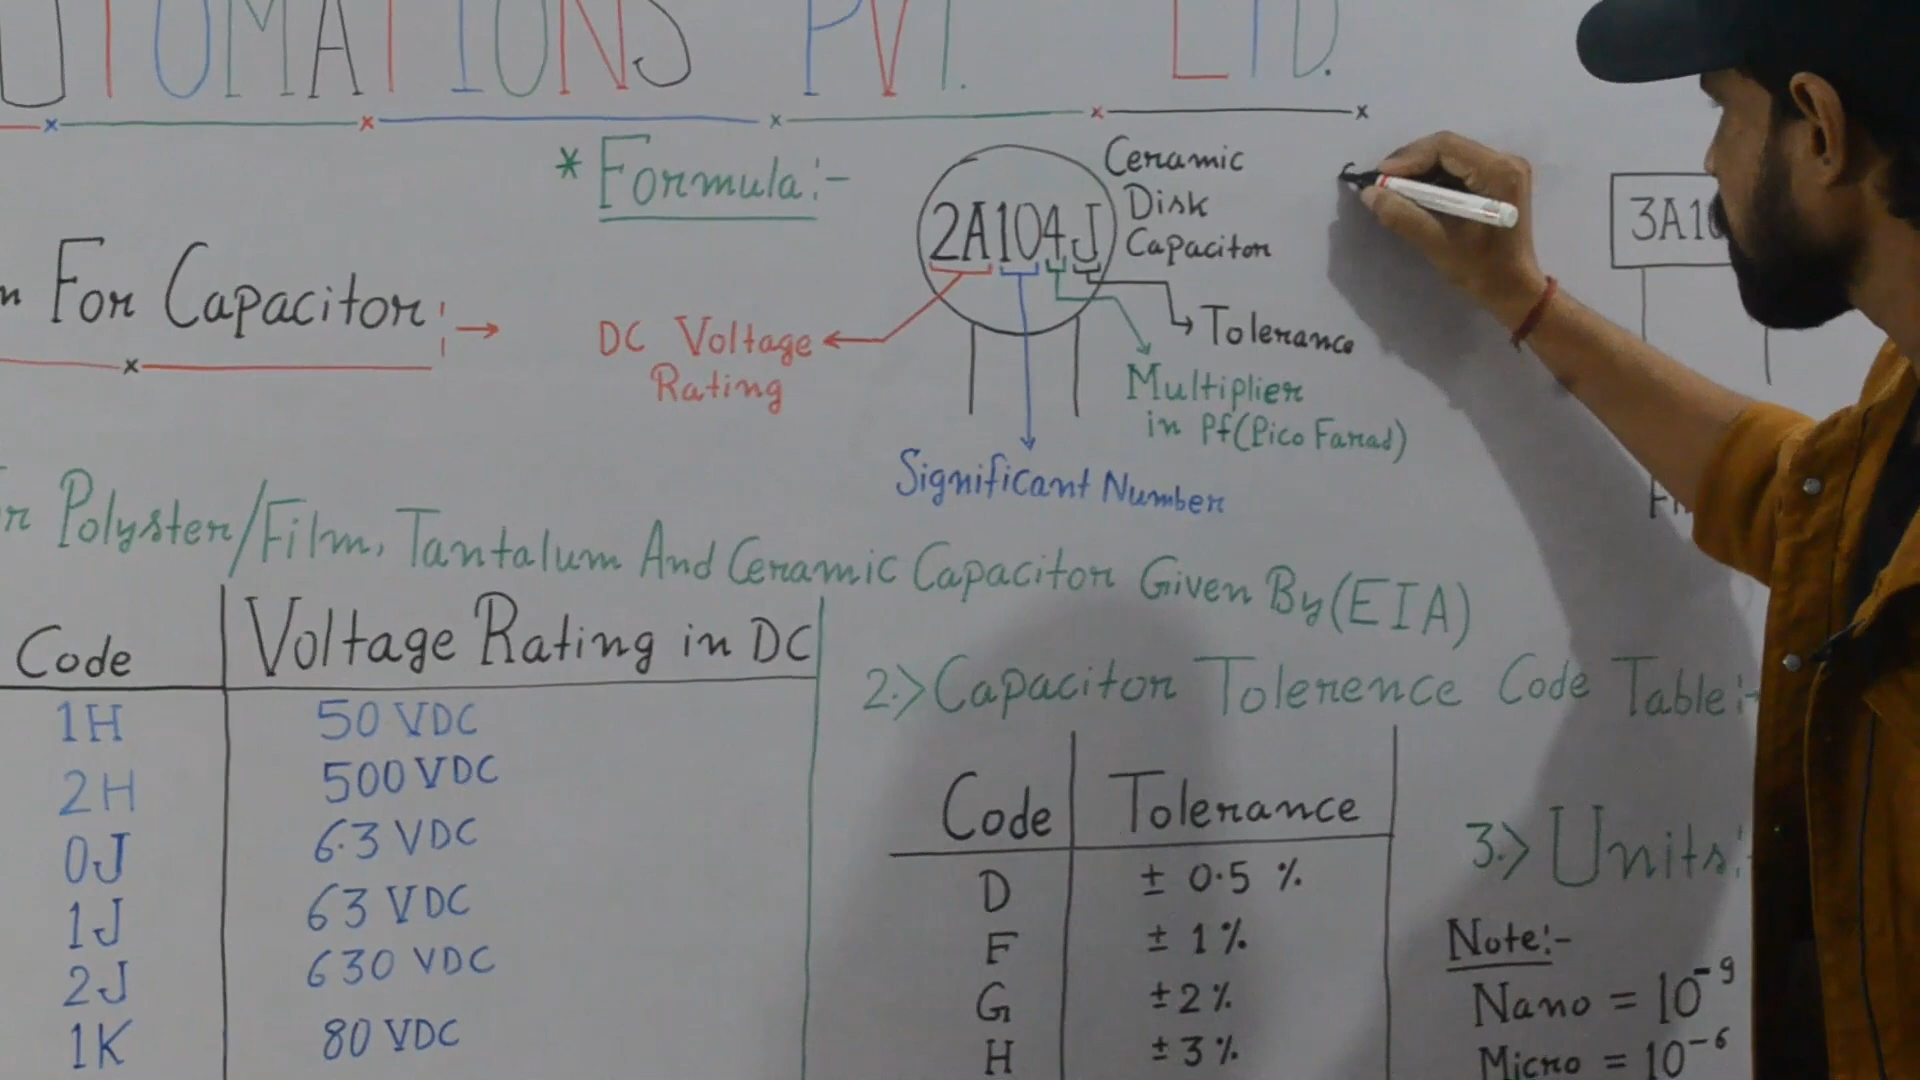 UTOMATIONS PVT. LTD.
* Formula:-
Ceramic
Disk
Capacitor
2A104J
3A10
n For Capacitor:→
DC Voltage
Rating
Tolerance
Multiplier
in Pf(Pico Farad)
Significant Number
r Polyster/Film, Tantalum And Ceramic Capacitor Given By (EIA)
Code Voltage Rating in DC
1H 50 VDC
2H 500 VDC
0J 6.3 VDC
1J 63 VDC
2J 630 VDC
1K 80 VDC
2.> Capacitor Tolerence Code Table:-
Code Tolerance
D ± 0.5 %
F ± 1 %
G ± 2 %
H ± 3 %
3.> Units:-
Note:-
Nano = 10⁻⁹
Micro = 10⁻⁶